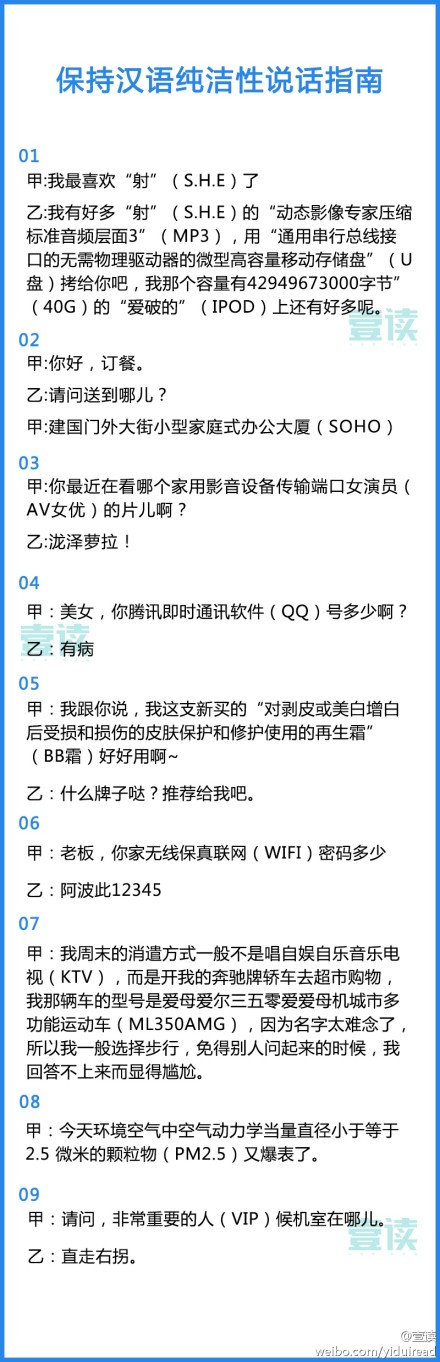 保持汉语纯洁性说话指南
01
甲:我最喜欢“射”（S.H.E）了
乙:我有好多“射”（S.H.E）的“动态影像专家压缩
标准音频层面3”（MP3），用“通用串行总线接
口的无需物理驱动器的微型高容量移动存储盘”（U
盘）拷给你吧，我那个容量有42949673000字节”
（40G）的“爱破的”（IPOD）上还有好多呢。
壹读
02
甲:你好，订餐。
乙:请问送到哪儿？
甲:建国门外大街小型家庭式办公大厦（SOHO）
03
甲:你最近在看哪个家用影音设备传输端口女演员（
AV女优）的片儿啊？
乙:泷泽萝拉！
04
甲：美女，你腾讯即时通讯软件（QQ）号多少啊？
壹读
乙：有病
05
甲：我跟你说，我这支新买的“对剥皮或美白增白
后受损和损伤的皮肤保护和修护使用的再生霜”
（BB霜）好好用啊~
乙：什么牌子哒？推荐给我吧。
06
甲：老板，你家无线保真联网（WIFI）密码多少
乙：阿波此12345
07
甲：我周末的消遣方式一般不是唱自娱自乐音乐电
视（KTV），而是开我的奔驰牌轿车去超市购物，
我那辆车的型号是爱母爱尔三五零爱爱母机城市多
功能运动车（ML350AMG），因为名字太难念了，
所以我一般选择步行，免得别人问起来的时候，我
回答不上来而显得尴尬。
08
甲：今天环境空气中空气动力学当量直径小于等于
2.5 微米的颗粒物（PM2.5）又爆表了。
09
甲：请问，非常重要的人（VIP）候机室在哪儿。
壹读
乙：直走右拐。
@壹读
weibo.com/yiduiread